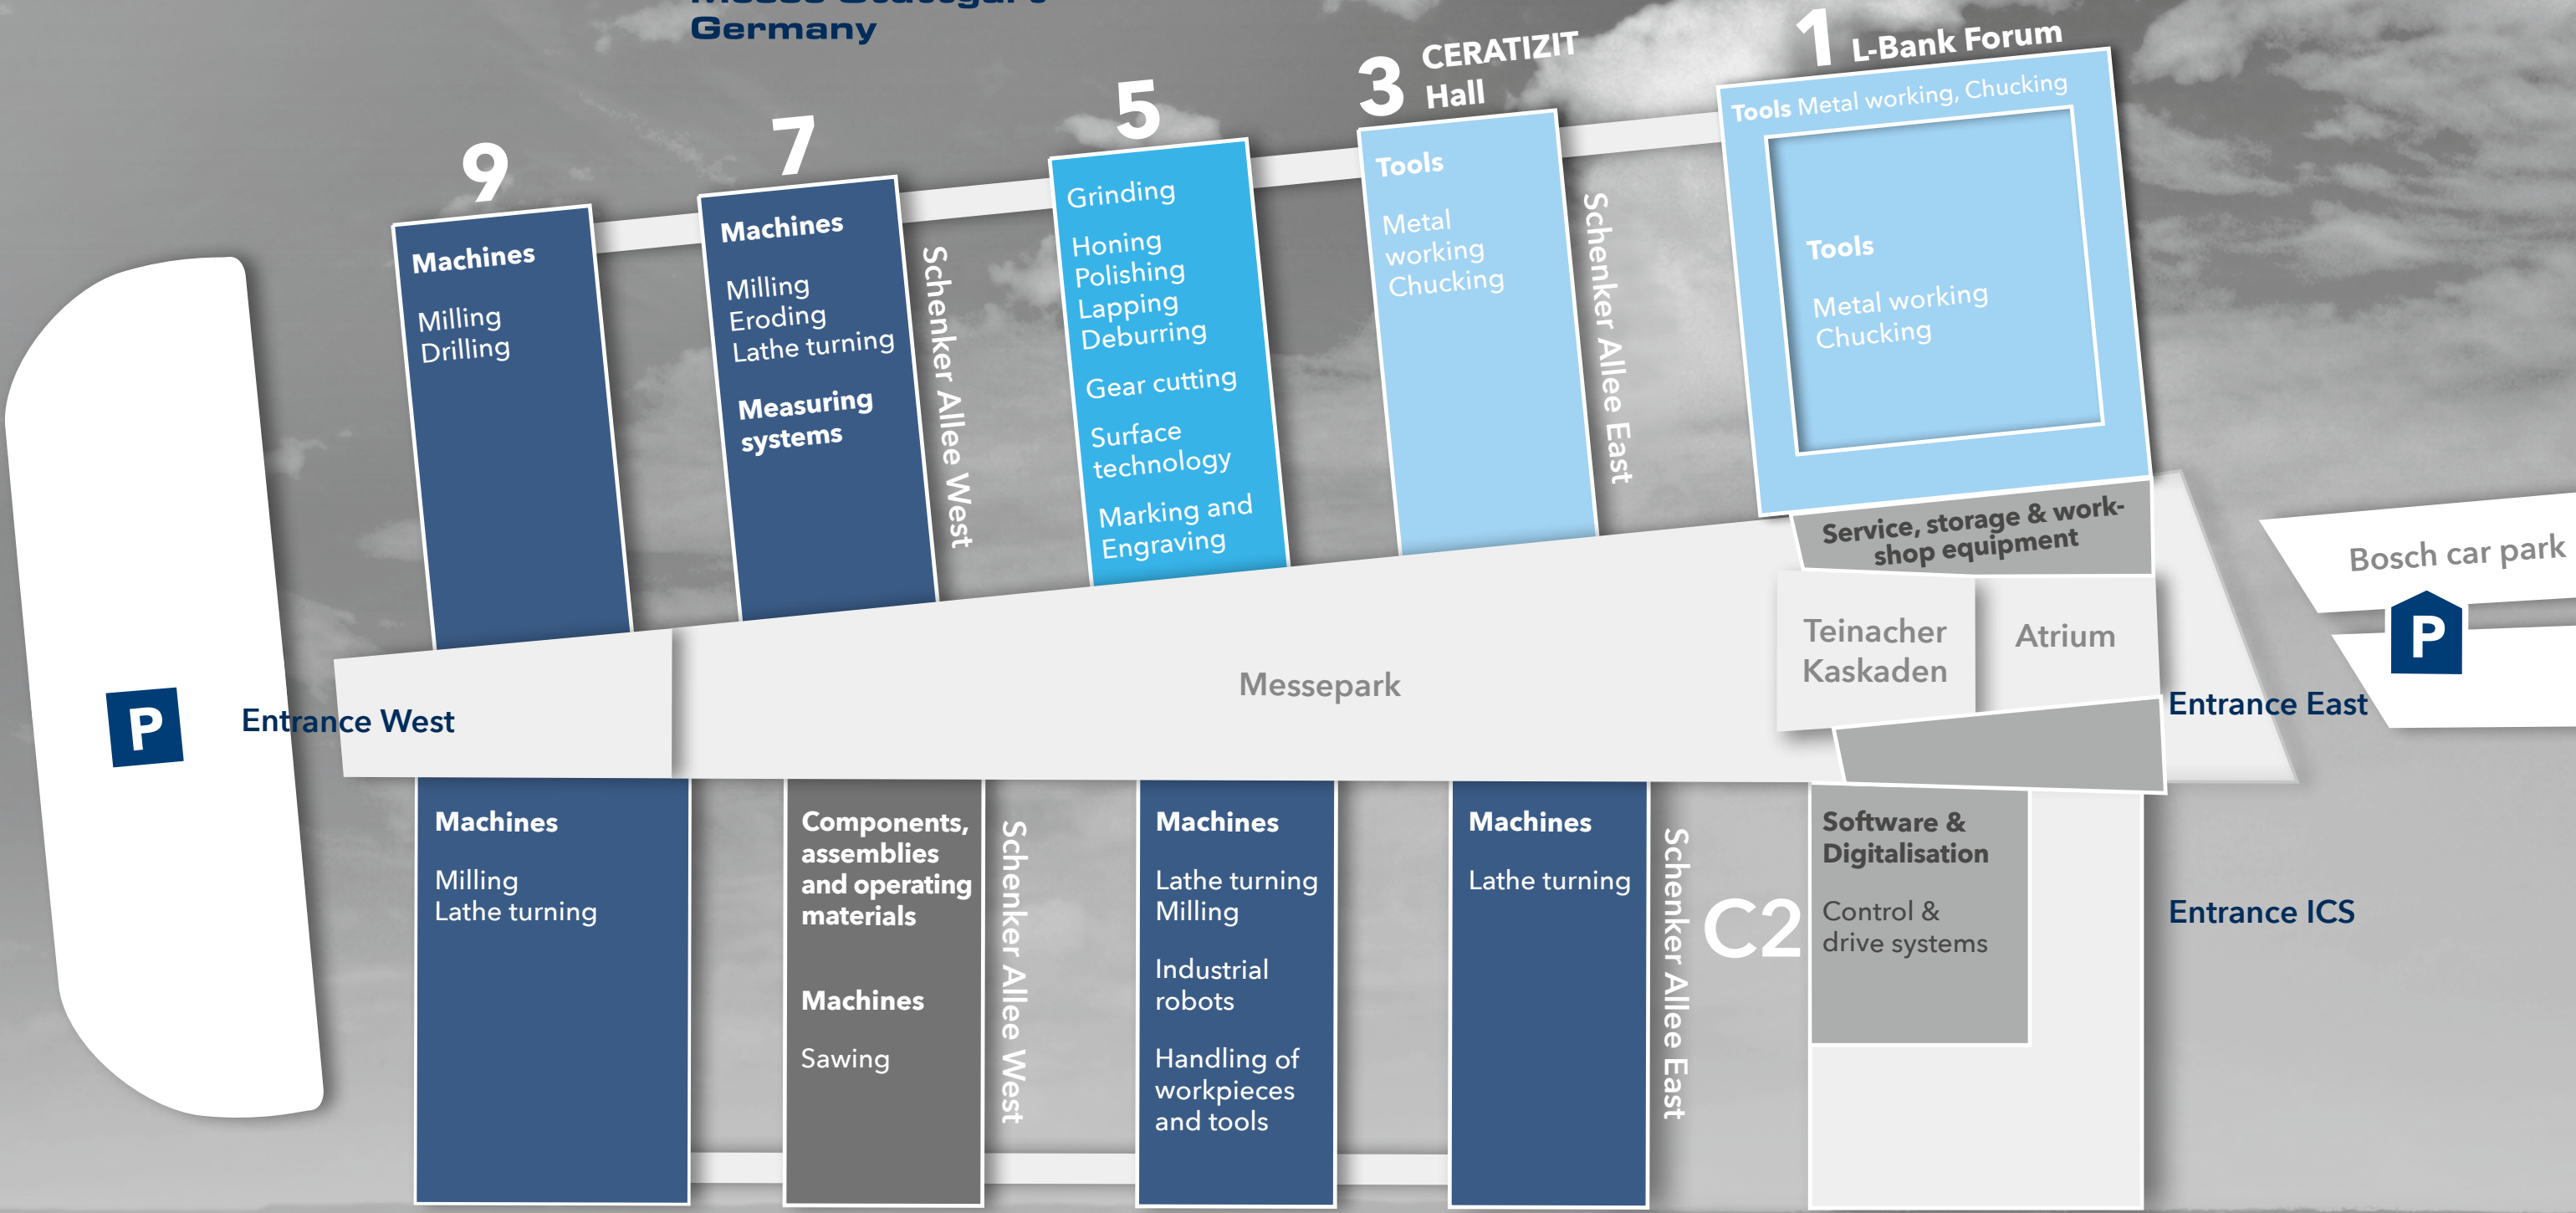 Messe Stuttgart
Germany
9
7
5
3
CERATIZIT
Hall
1
L-Bank Forum
Machines
Milling
Drilling
Machines
Milling
Eroding
Lathe turning
Measuring
systems
Schenker Allee West
Grinding
Honing
Polishing
Lapping
Deburring
Gear cutting
Surface
technology
Marking and
Engraving
Tools
Metal
working
Chucking
Schenker Allee East
Tools Metal working, Chucking
Tools
Metal working
Chucking
Service, storage & work-
shop equipment
Bosch car park
P
Teinacher
Kaskaden
Atrium
Messepark
P
Entrance West
Entrance East
Machines
Milling
Lathe turning
Components,
assemblies
and operating
materials
Machines
Sawing
Schenker Allee West
Machines
Lathe turning
Milling
Industrial
robots
Handling of
workpieces
and tools
Machines
Lathe turning
Schenker Allee East
C2
Software &
Digitalisation
Control &
drive systems
Entrance ICS